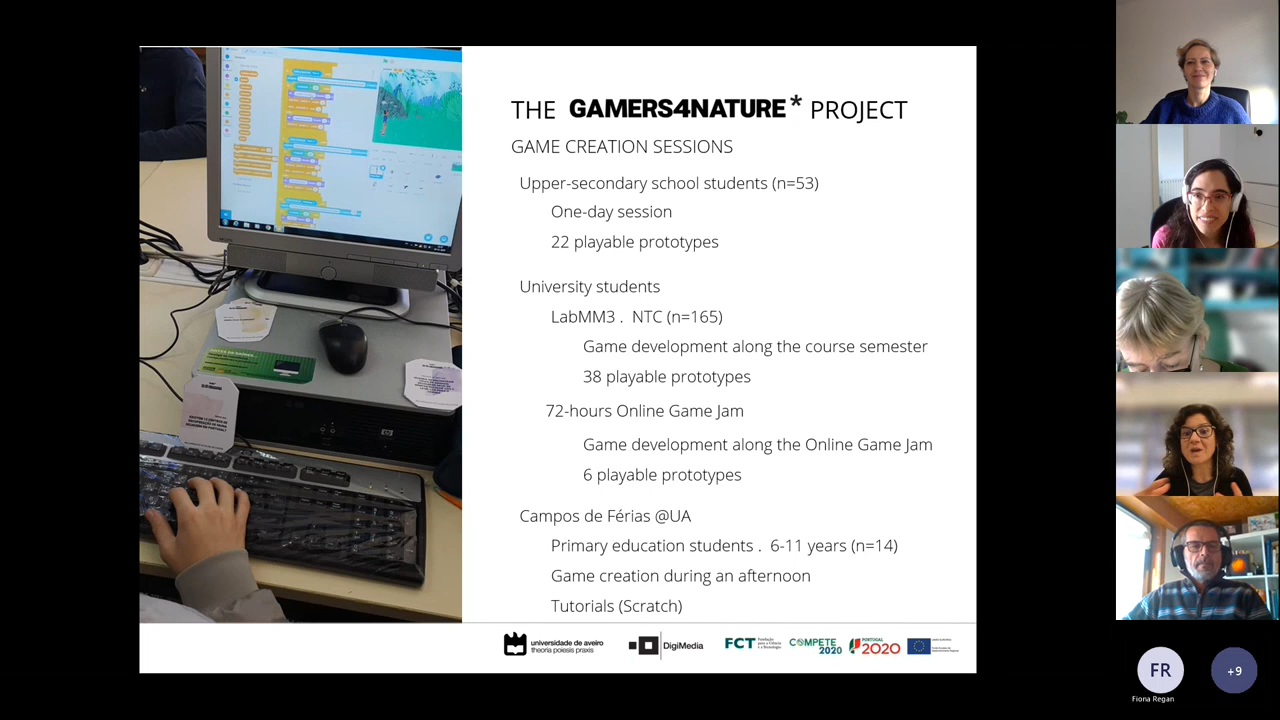 THE GAMERS4NATURE* PROJECT
GAME CREATION SESSIONS
Upper-secondary school students (n=53)
One-day session
22 playable prototypes
University students
LabMM3 . NTC (n=165)
Game development along the course semester
38 playable prototypes
72-hours Online Game Jam
Game development along the Online Game Jam
6 playable prototypes
Campos de Férias @UA
Primary education students . 6-11 years (n=14)
Game creation during an afternoon
Tutorials (Scratch)
universidade de aveiro
theoria poiesis praxis
DigiMedia
FCT Fundação para a Ciência e a Tecnologia
COMPETE 2020
PORTUGAL 2020
FR
+9
Fiona Regan